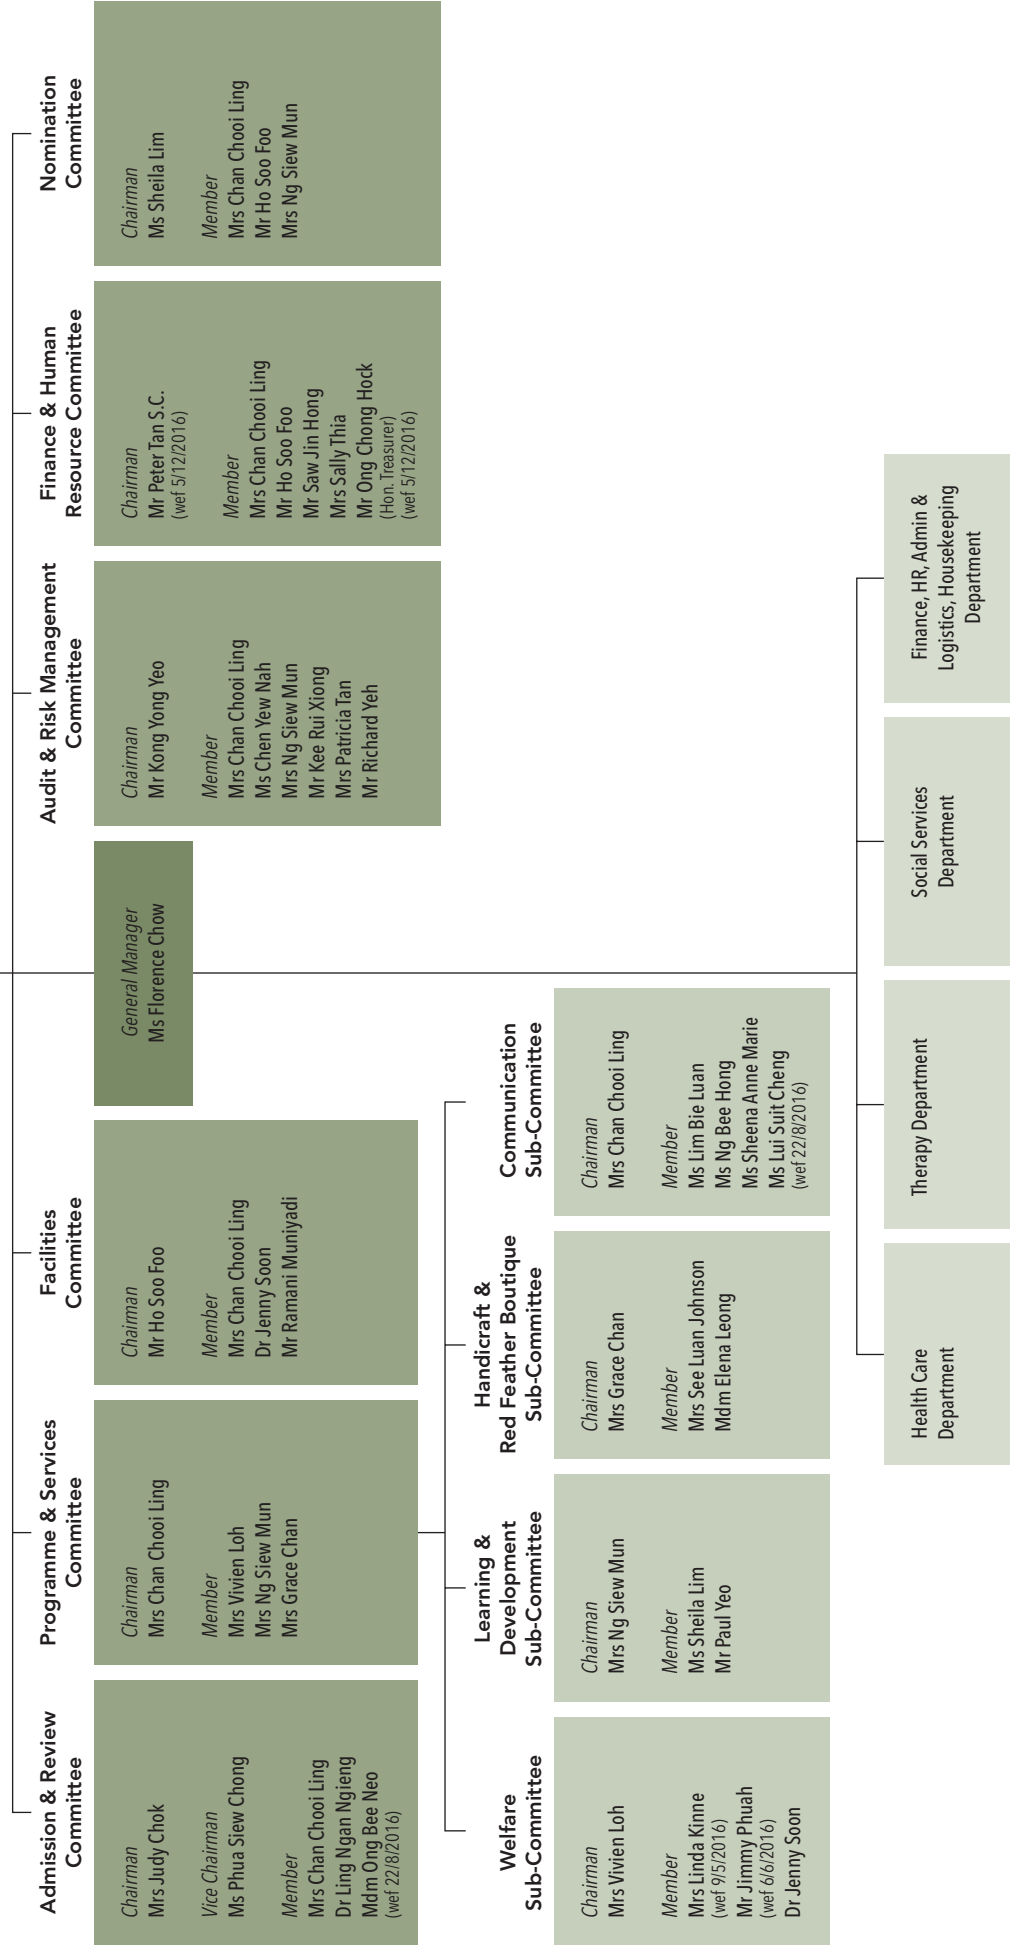 Admission & Review
Committee
Chairman
Mrs Judy Chok
Vice Chairman
Ms Phua Siew Chong
Member
Mrs Chan Chooi Ling
Dr Ling Ngan Ngieng
Mdm Ong Bee Neo
(wef 22/8/2016)
Programme & Services
Committee
Chairman
Mrs Chan Chooi Ling
Member
Mrs Vivien Loh
Mrs Ng Siew Mun
Mrs Grace Chan
Facilities
Committee
Chairman
Mr Ho Soo Foo
Member
Mrs Chan Chooi Ling
Dr Jenny Soon
Mr Ramani Muniyadi
General Manager
Ms Florence Chow
Audit & Risk Management
Committee
Chairman
Mr Kong Yong Yeo
Member
Mrs Chan Chooi Ling
Ms Chen Yew Nah
Mrs Ng Siew Mun
Mr Kee Rui Xiong
Mrs Patricia Tan
Mr Richard Yeh
Finance & Human
Resource Committee
Chairman
Mr Peter Tan S.C.
(wef 5/12/2016)
Member
Mrs Chan Chooi Ling
Mr Ho Soo Foo
Mr Saw Jin Hong
Mrs Sally Thia
Mr Ong Chong Hock
(Hon. Treasurer)
(wef 5/12/2016)
Nomination
Committee
Chairman
Ms Sheila Lim
Member
Mrs Chan Chooi Ling
Mr Ho Soo Foo
Mrs Ng Siew Mun
Welfare
Sub-Committee
Chairman
Mrs Vivien Loh
Member
Mrs Linda Kinne
(wef 9/5/2016)
Mr Jimmy Phuah
(wef 6/6/2016)
Dr Jenny Soon
Learning &
Development
Sub-Committee
Chairman
Mrs Ng Siew Mun
Member
Ms Sheila Lim
Mr Paul Yeo
Handicraft &
Red Feather Boutique
Sub-Committee
Chairman
Mrs Grace Chan
Member
Mrs See Luan Johnson
Mdm Elena Leong
Communication
Sub-Committee
Chairman
Mrs Chan Chooi Ling
Member
Ms Lim Bie Luan
Ms Ng Bee Hong
Ms Sheena Anne Marie
Ms Lui Suit Cheng
(wef 22/8/2016)
Health Care
Department
Therapy Department
Social Services
Department
Finance, HR, Admin &
Logistics, Housekeeping
Department